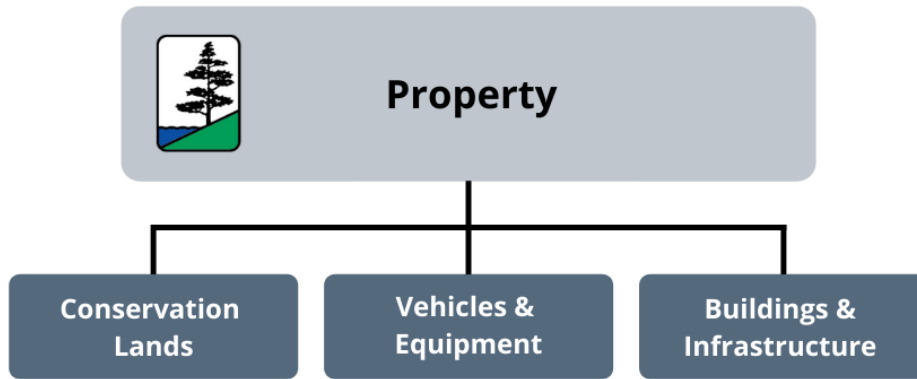 Property
Conservation
Lands
Vehicles &
Equipment
Buildings &
Infrastructure